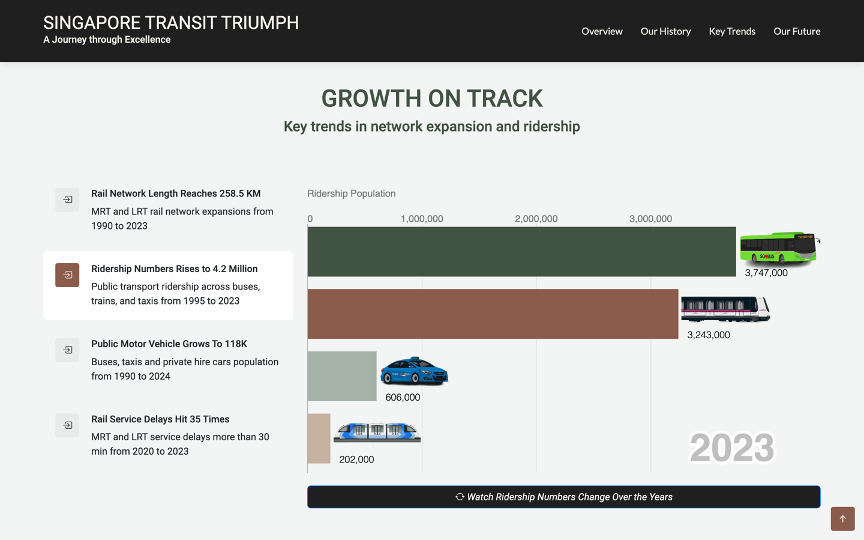 SINGAPORE TRANSIT TRIUMPH
A Journey through Excellence
Overview
Our History
Key Trends
Our Future
GROWTH ON TRACK
Key trends in network expansion and ridership
Rail Network Length Reaches 258.5 KM
MRT and LRT rail network expansions from
1990 to 2023
Ridership Numbers Rises to 4.2 Million
Public transport ridership across buses,
trains, and taxis from 1995 to 2023
Public Motor Vehicle Grows To 118K
Buses, taxis and private hire cars population
from 1990 to 2024
Rail Service Delays Hit 35 Times
MRT and LRT service delays more than 30
min from 2020 to 2023
Ridership Population
0
1,000,000
2,000,000
3,000,000
3,747,000
3,243,000
606,000
202,000
2023
Watch Ridership Numbers Change Over the Years